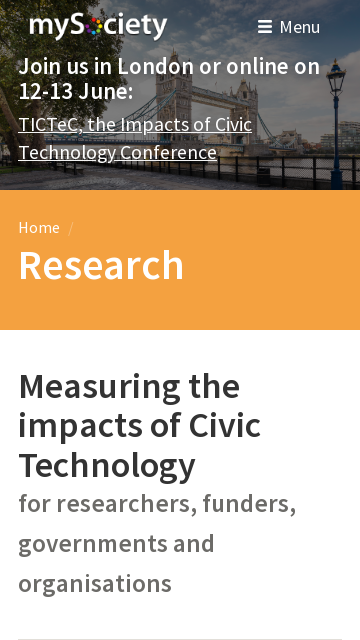 mySociety
Menu
Join us in London or online on
12-13 June:
TICTeC, the Impacts of Civic
Technology Conference
Home /
Research
Measuring the
impacts of Civic
Technology
for researchers, funders,
governments and
organisations